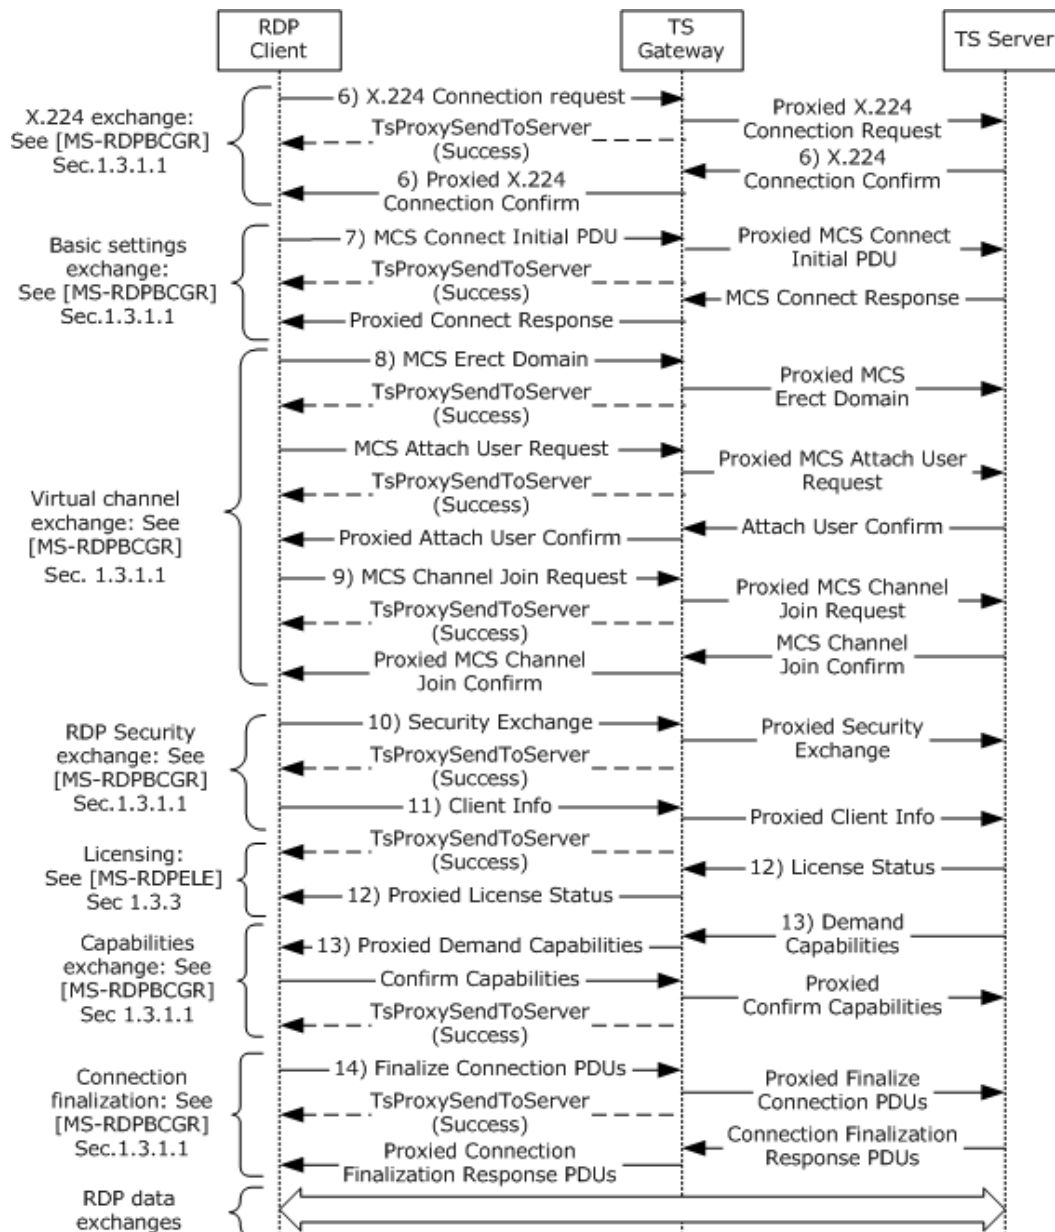 RDP
Client
TS
Gateway
TS Server
X.224 exchange:
See [MS-RDPBCGR]
Sec.1.3.1.1
6) X.224 Connection request
Proxied X.224
Connection Request
TsProxySendToServer
(Success)
6) X.224
Connection Confirm
6) Proxied X.224
Connection Confirm
Basic settings
exchange:
See [MS-RDPBCGR]
Sec.1.3.1.1
7) MCS Connect Initial PDU
Proxied MCS Connect
Initial PDU
TsProxySendToServer
(Success)
MCS Connect Response
Proxied Connect Response
Virtual channel
exchange: See
[MS-RDPBCGR]
Sec. 1.3.1.1
8) MCS Erect Domain
Proxied MCS
Erect Domain
TsProxySendToServer
(Success)
MCS Attach User Request
Proxied MCS Attach User
Request
TsProxySendToServer
(Success)
Attach User Confirm
Proxied Attach User Confirm
9) MCS Channel Join Request
Proxied MCS Channel
Join Request
TsProxySendToServer
(Success)
MCS Channel
Join Confirm
Proxied MCS Channel
Join Confirm
RDP Security
exchange: See
[MS-RDPBCGR]
Sec.1.3.1.1
10) Security Exchange
Proxied Security
Exchange
TsProxySendToServer
(Success)
11) Client Info
Proxied Client Info
Licensing:
See [MS-RDPELE]
Sec 1.3.3
TsProxySendToServer
(Success)
12) License Status
12) Proxied License Status
Capabilities
exchange: See
[MS-RDPBCGR]
Sec 1.3.1.1
13) Demand
Capabilities
13) Proxied Demand Capabilities
Confirm Capabilities
Proxied
Confirm Capabilities
TsProxySendToServer
(Success)
Connection
finalization: See
[MS-RDPBCGR]
Sec.1.3.1.1
14) Finalize Connection PDUs
Proxied Finalize
Connection PDUs
TsProxySendToServer
(Success)
Connection Finalization
Response PDUs
Proxied Connection
Finalization Response PDUs
RDP data
exchanges